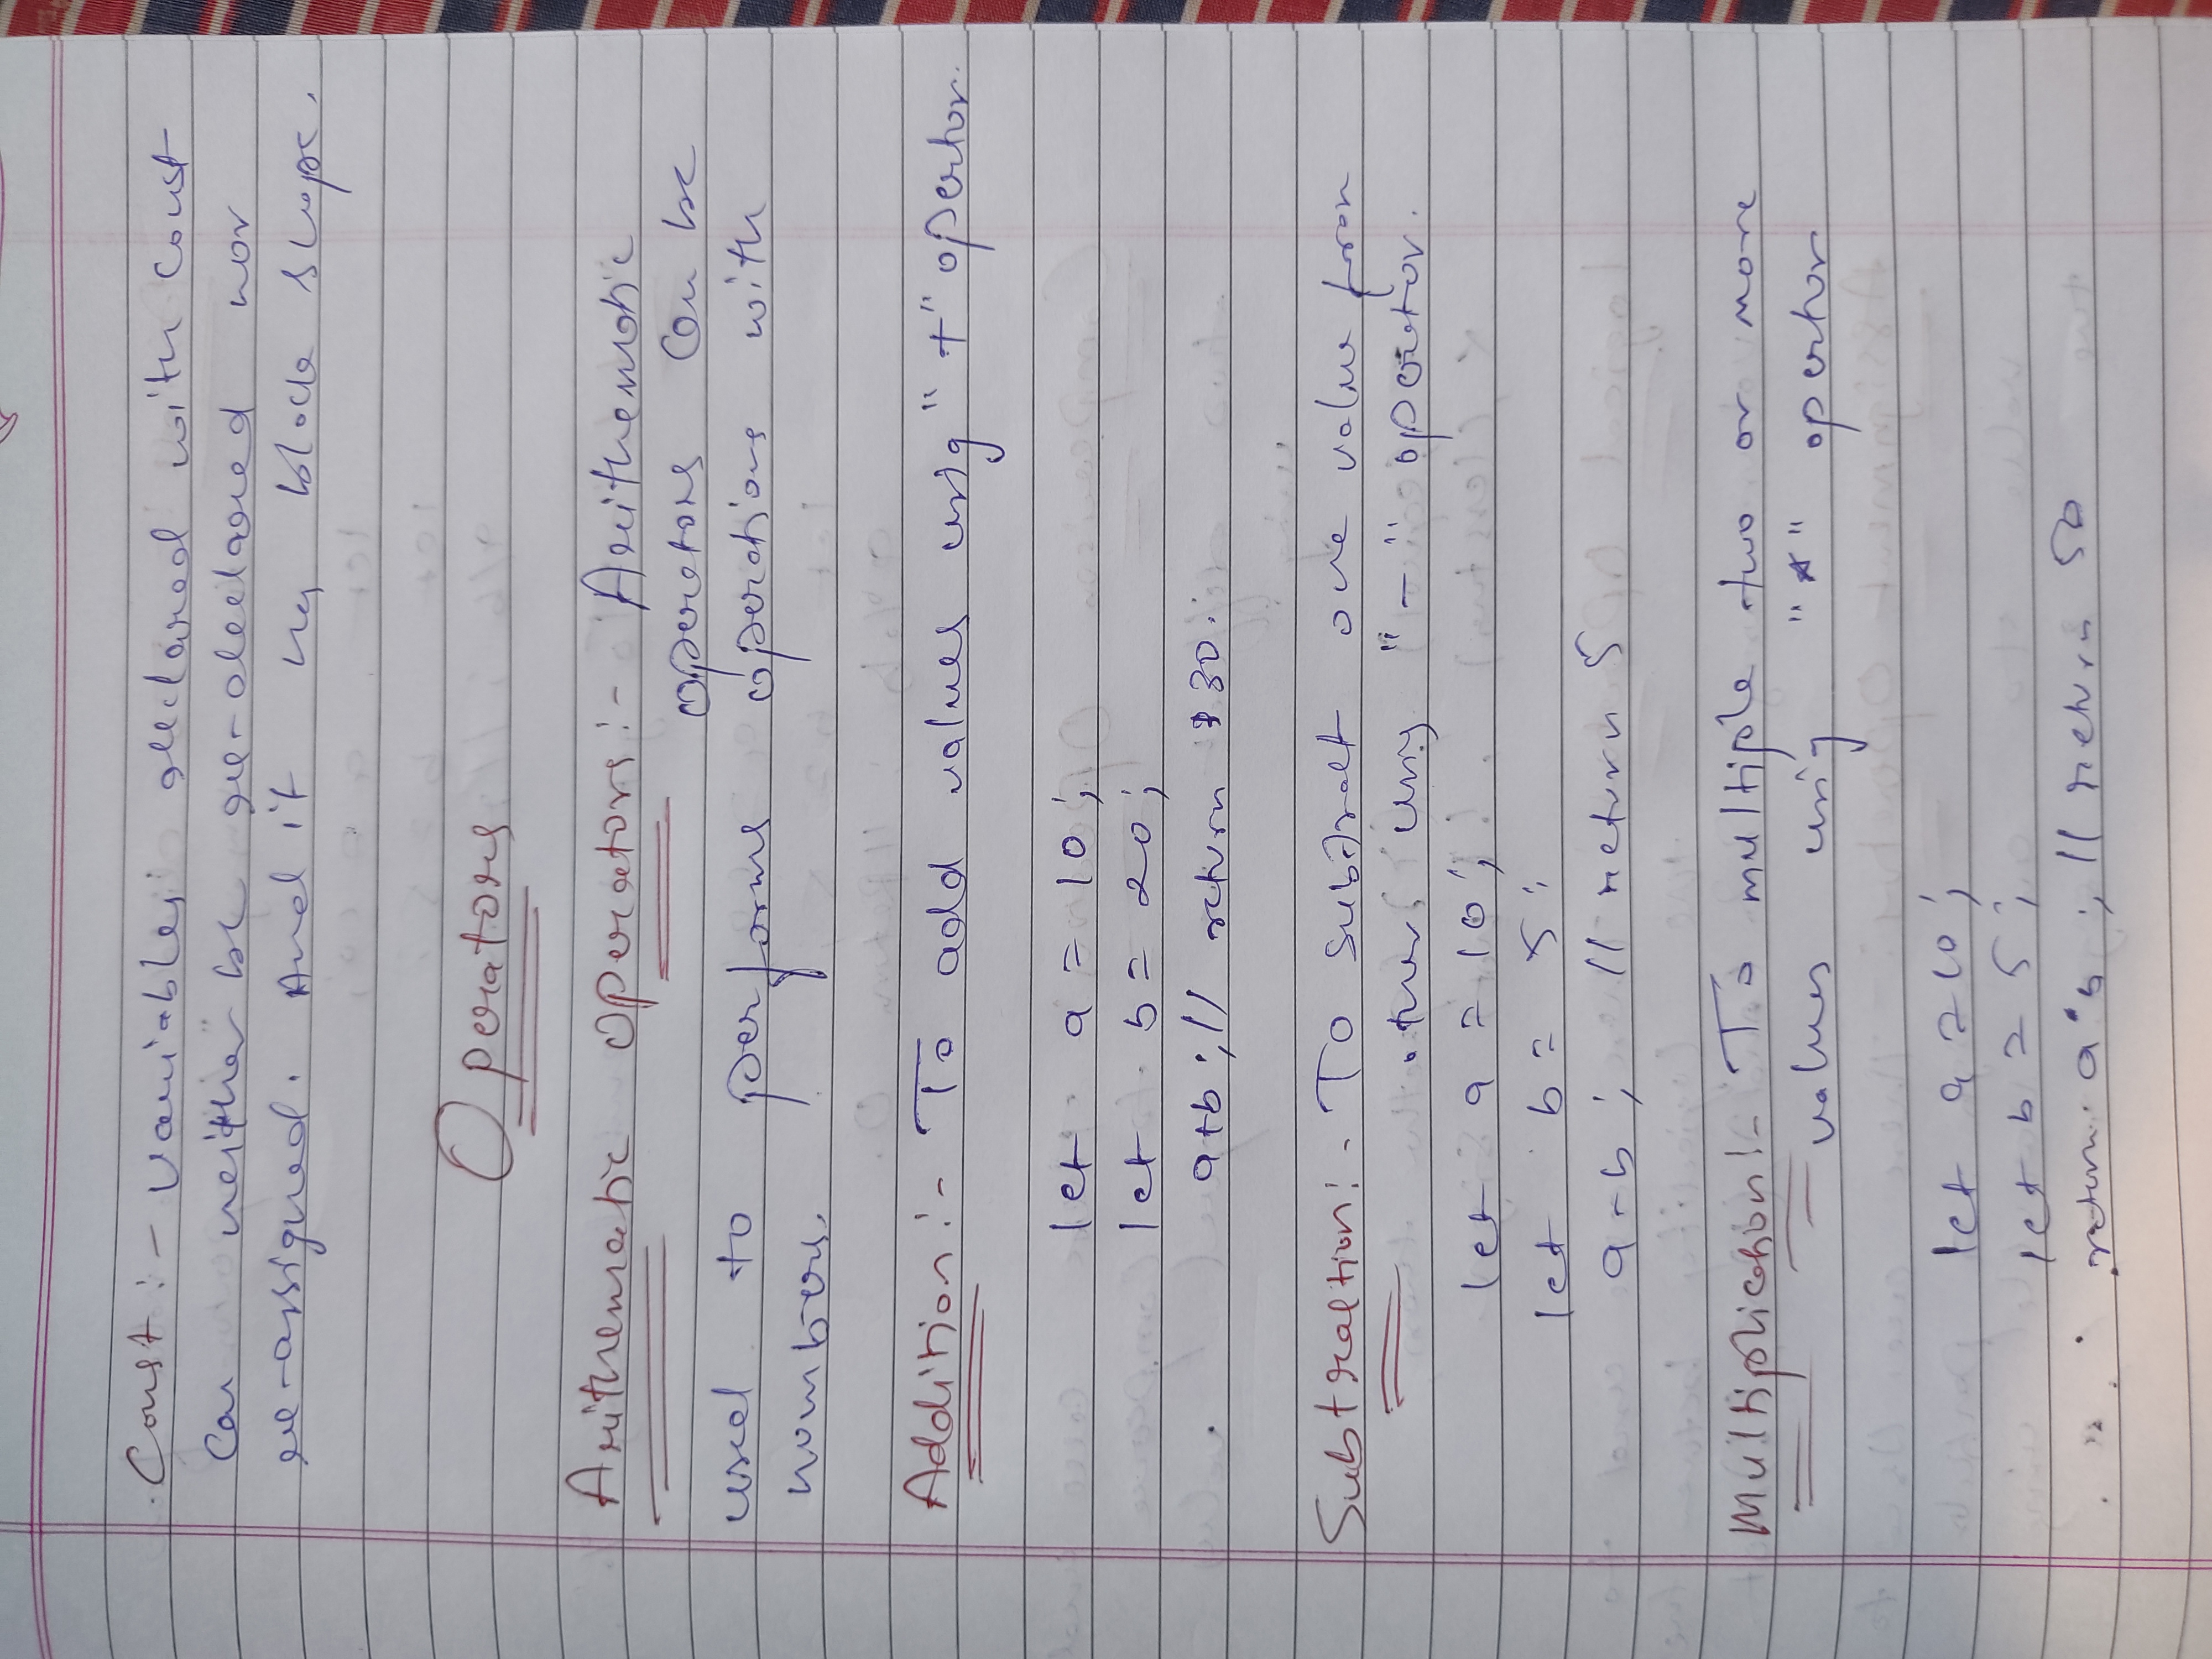 Const :- Variables declared with Const
Can neither be re-declared nor
re-assigned. And it has block scope.
Operators
Arithematic Operators :- Arithematic
operators Can be
used to performs operations with
numbers.
Addition :- To add values using "+" opertor.
let a = 10;
let b = 20;
a+b ; // return 30.
Subtraction :- To subtract one value from
other using "-" operator.
let a = 10;
let b = 5;
a-b ; // return 5
Multiplication :- To multiple two or more
values using "*" opertor
let a = 10;
let b = 5;
return a*b ; // return 50